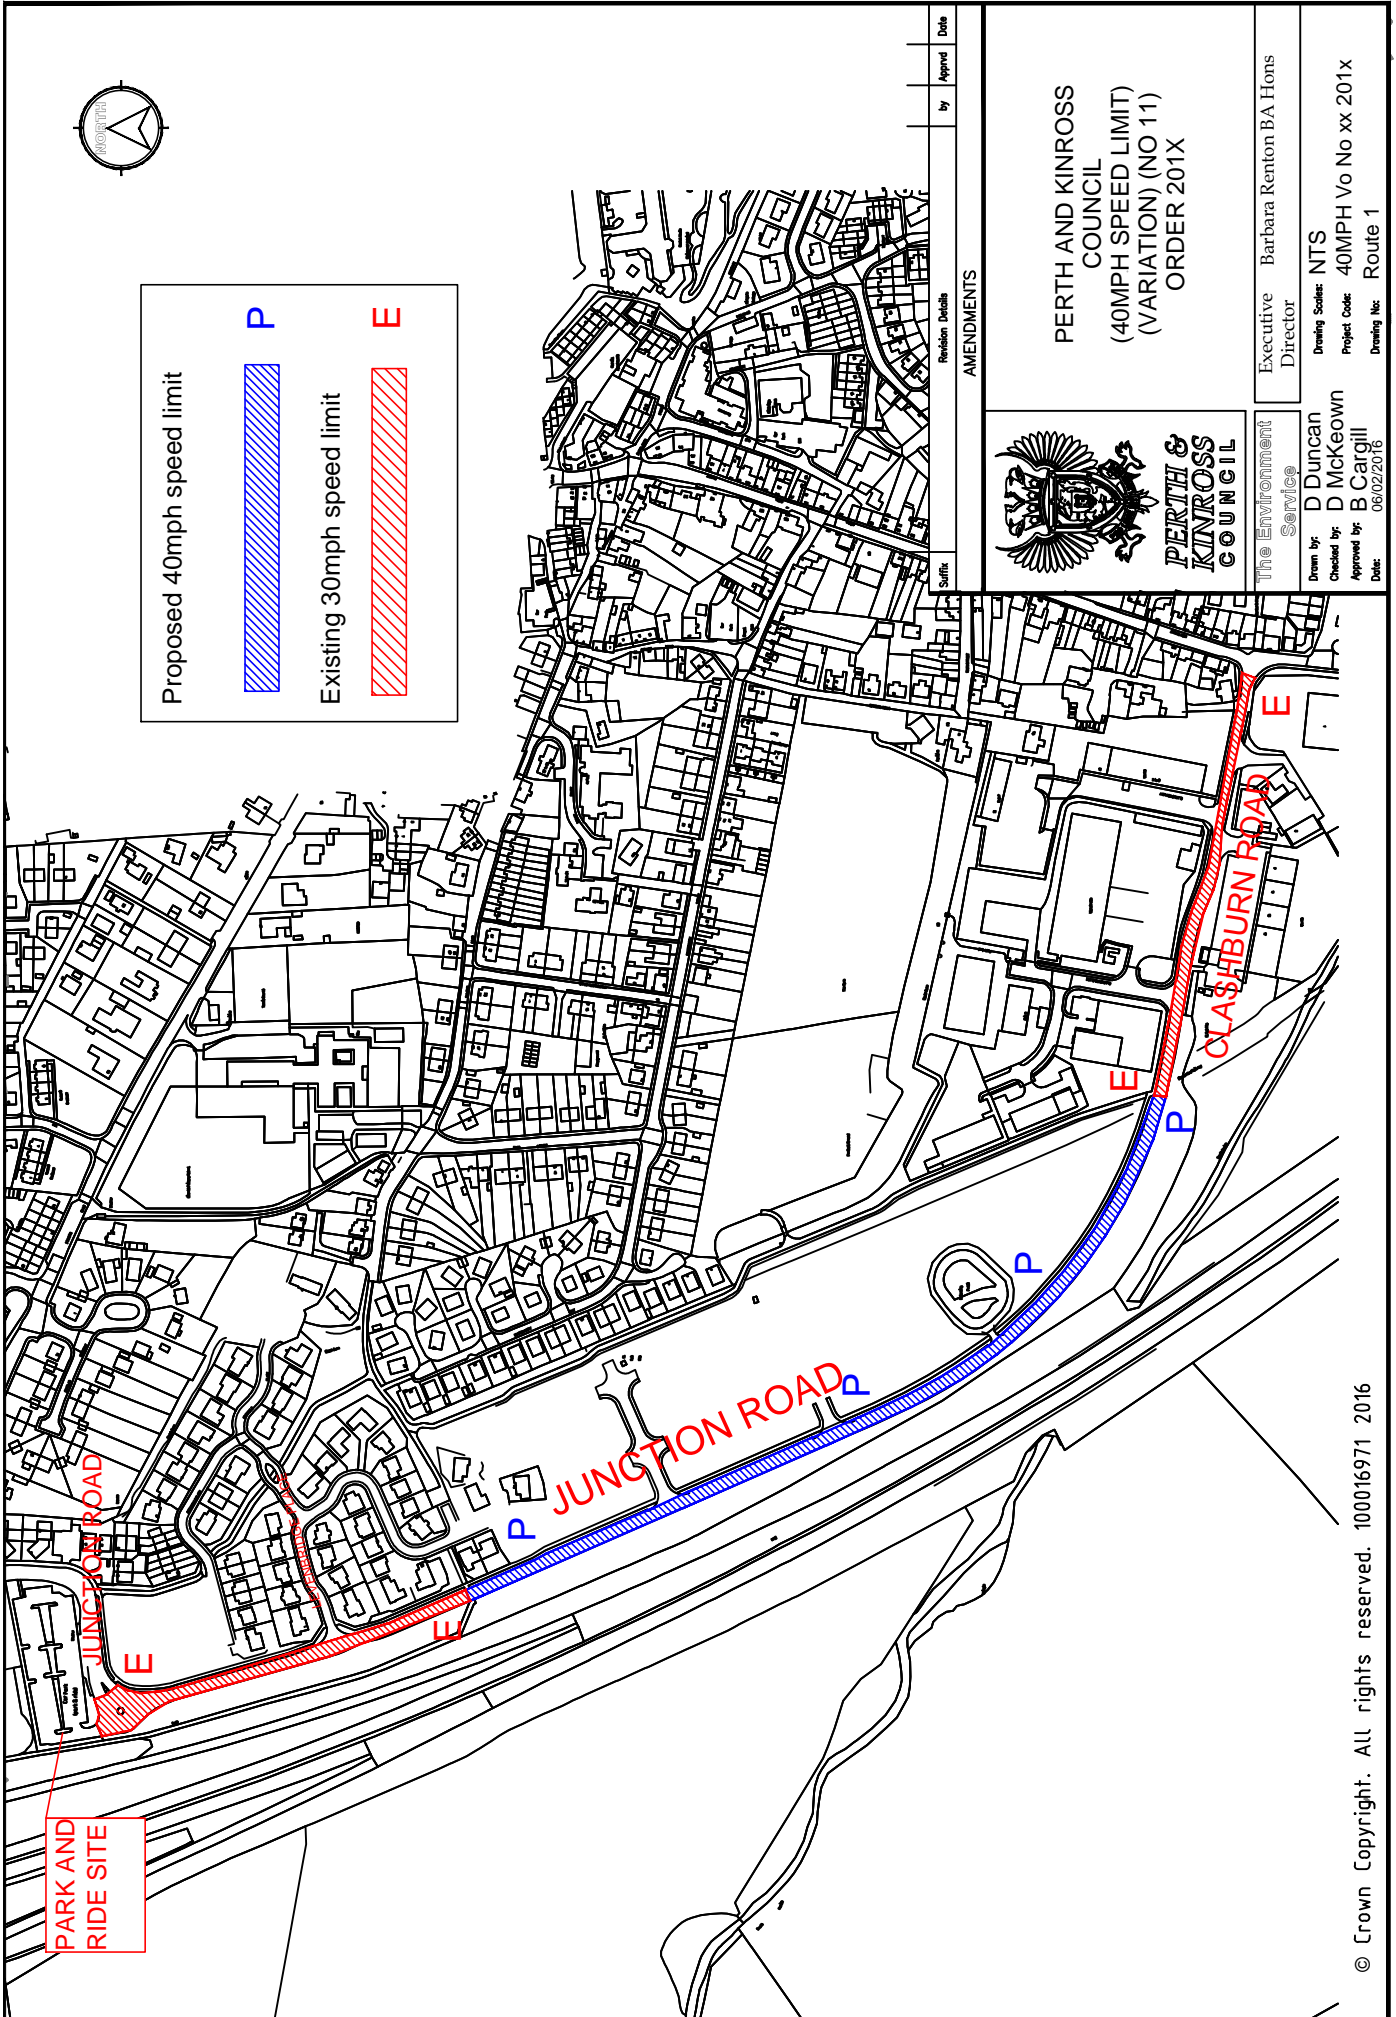 NORTH
Proposed 40mph speed limit
P
Existing 30mph speed limit
E
PARK AND
RIDE SITE
JUNCTION ROAD
E
E
P
JUNCTION ROAD
P
P
P
E
CLASHBURN ROAD
E
Suffix
Revision Details
by
Apprvd
Date
AMENDMENTS
PERTH &
KINROSS
COUNCIL
PERTH AND KINROSS
COUNCIL
(40MPH SPEED LIMIT)
(VARIATION) (NO 11)
ORDER 201X
The Environment
Service
Executive
Director
Barbara Renton BA Hons
Drawn by: D Duncan
Checked by: D McKeown
Approved by: B Cargill
Date: 06/02/2016
Drawing Scales: NTS
Project Code: 40MPH Vo No xx 201x
Drawing No: Route 1
© Crown Copyright. All rights reserved. 100016971 2016